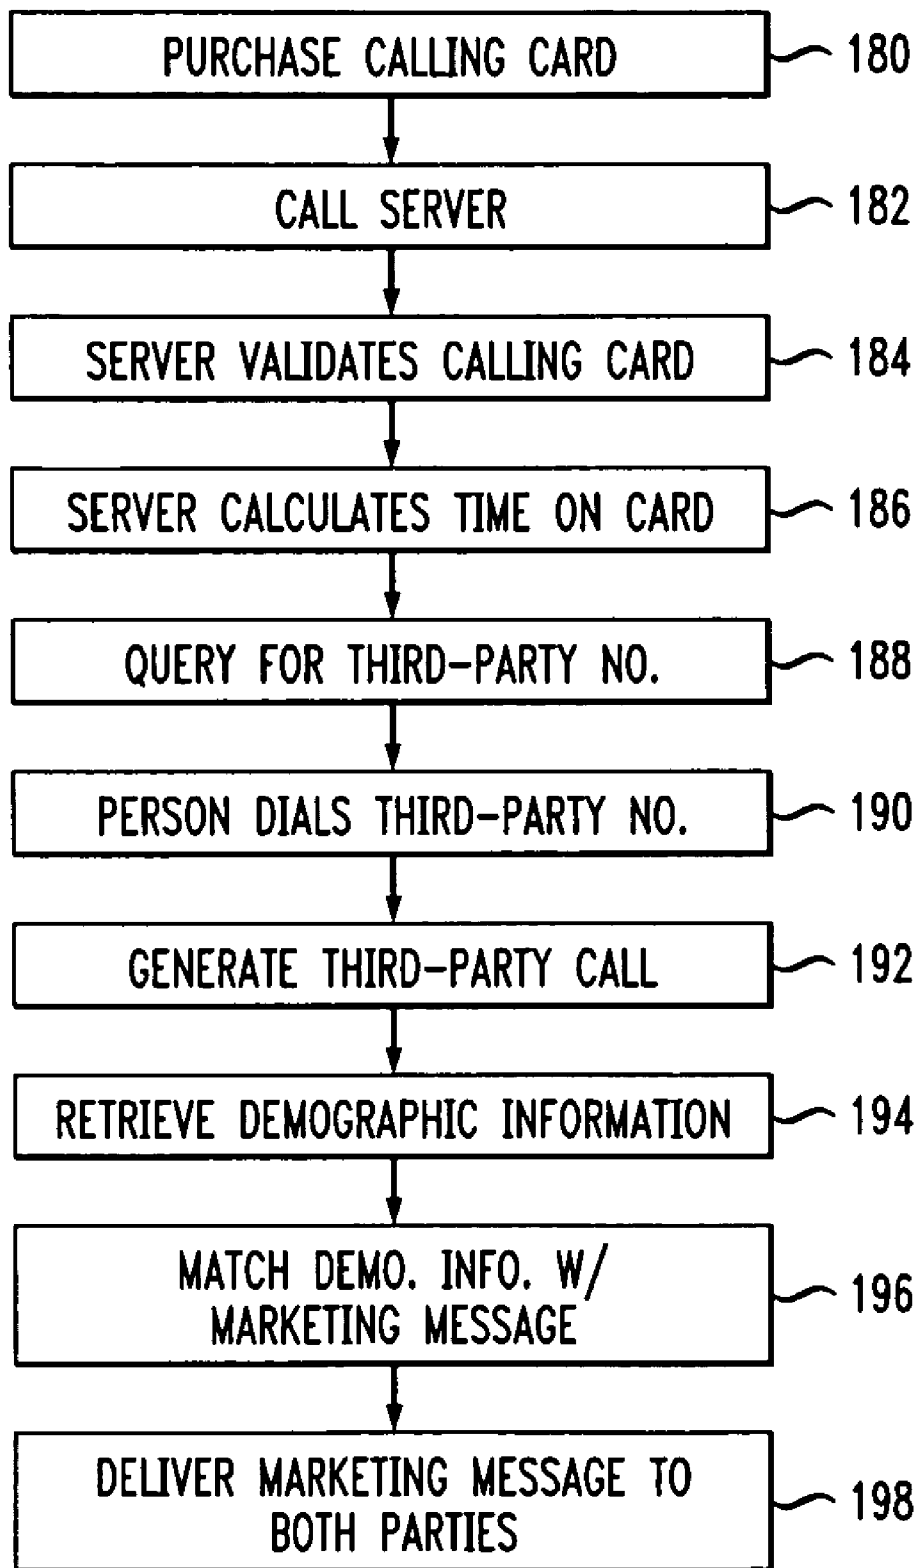 PURCHASE CALLING CARD 180
CALL SERVER 182
SERVER VALIDATES CALLING CARD 184
SERVER CALCULATES TIME ON CARD 186
QUERY FOR THIRD-PARTY NO. 188
PERSON DIALS THIRD-PARTY NO. 190
GENERATE THIRD-PARTY CALL 192
RETRIEVE DEMOGRAPHIC INFORMATION 194
MATCH DEMO. INFO. W/
MARKETING MESSAGE 196
DELIVER MARKETING MESSAGE TO
BOTH PARTIES 198